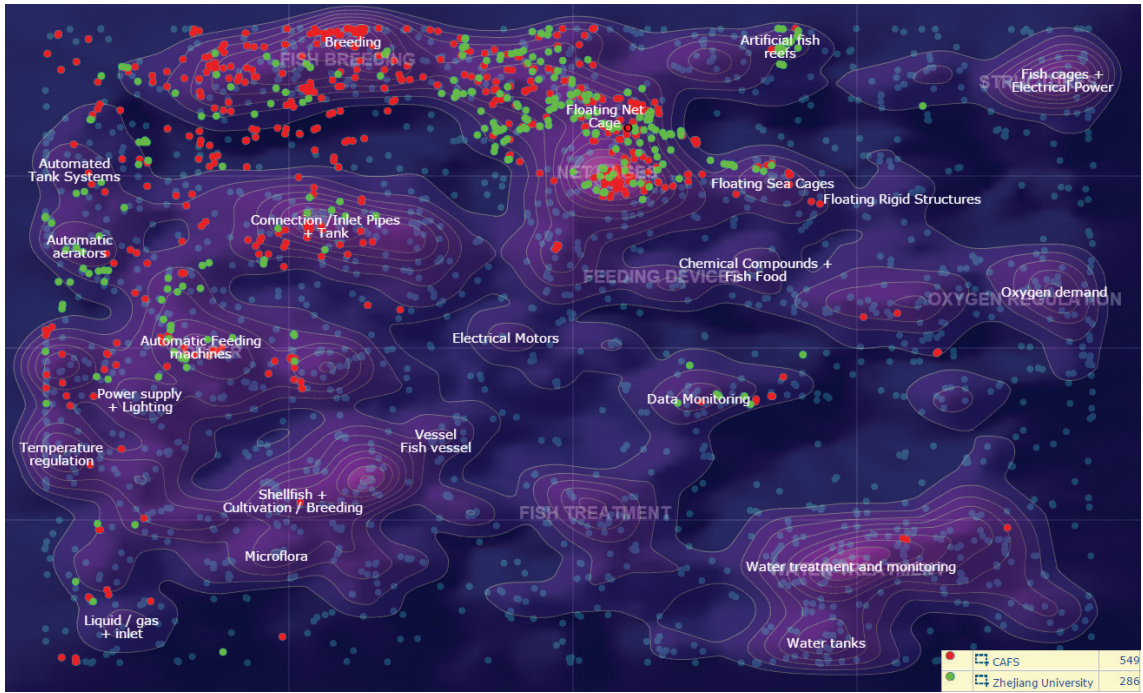 Breeding
FISH BREEDING
Artificial fish
reefs
Fish cages +
Electrical Power
Floating Net
Cage
NET CAGES
Automated
Tank Systems
Floating Sea Cages
Floating Rigid Structures
Connection /Inlet Pipes
+ Tank
Automatic
aerators
Chemical Compounds +
Fish Food
FEEDING DEVICE
Oxygen demand
OXYGEN REGULATION
Electrical Motors
Automatic Feeding
machines
Power supply
+ Lighting
Data Monitoring
Temperature
regulation
Vessel
Fish vessel
Shellfish +
Cultivation / Breeding
FISH TREATMENT
Microflora
Water treatment and monitoring
WATER TREATMENT
Liquid / gas
+ inlet
Water tanks
CAFS 549
Zhejiang University 286